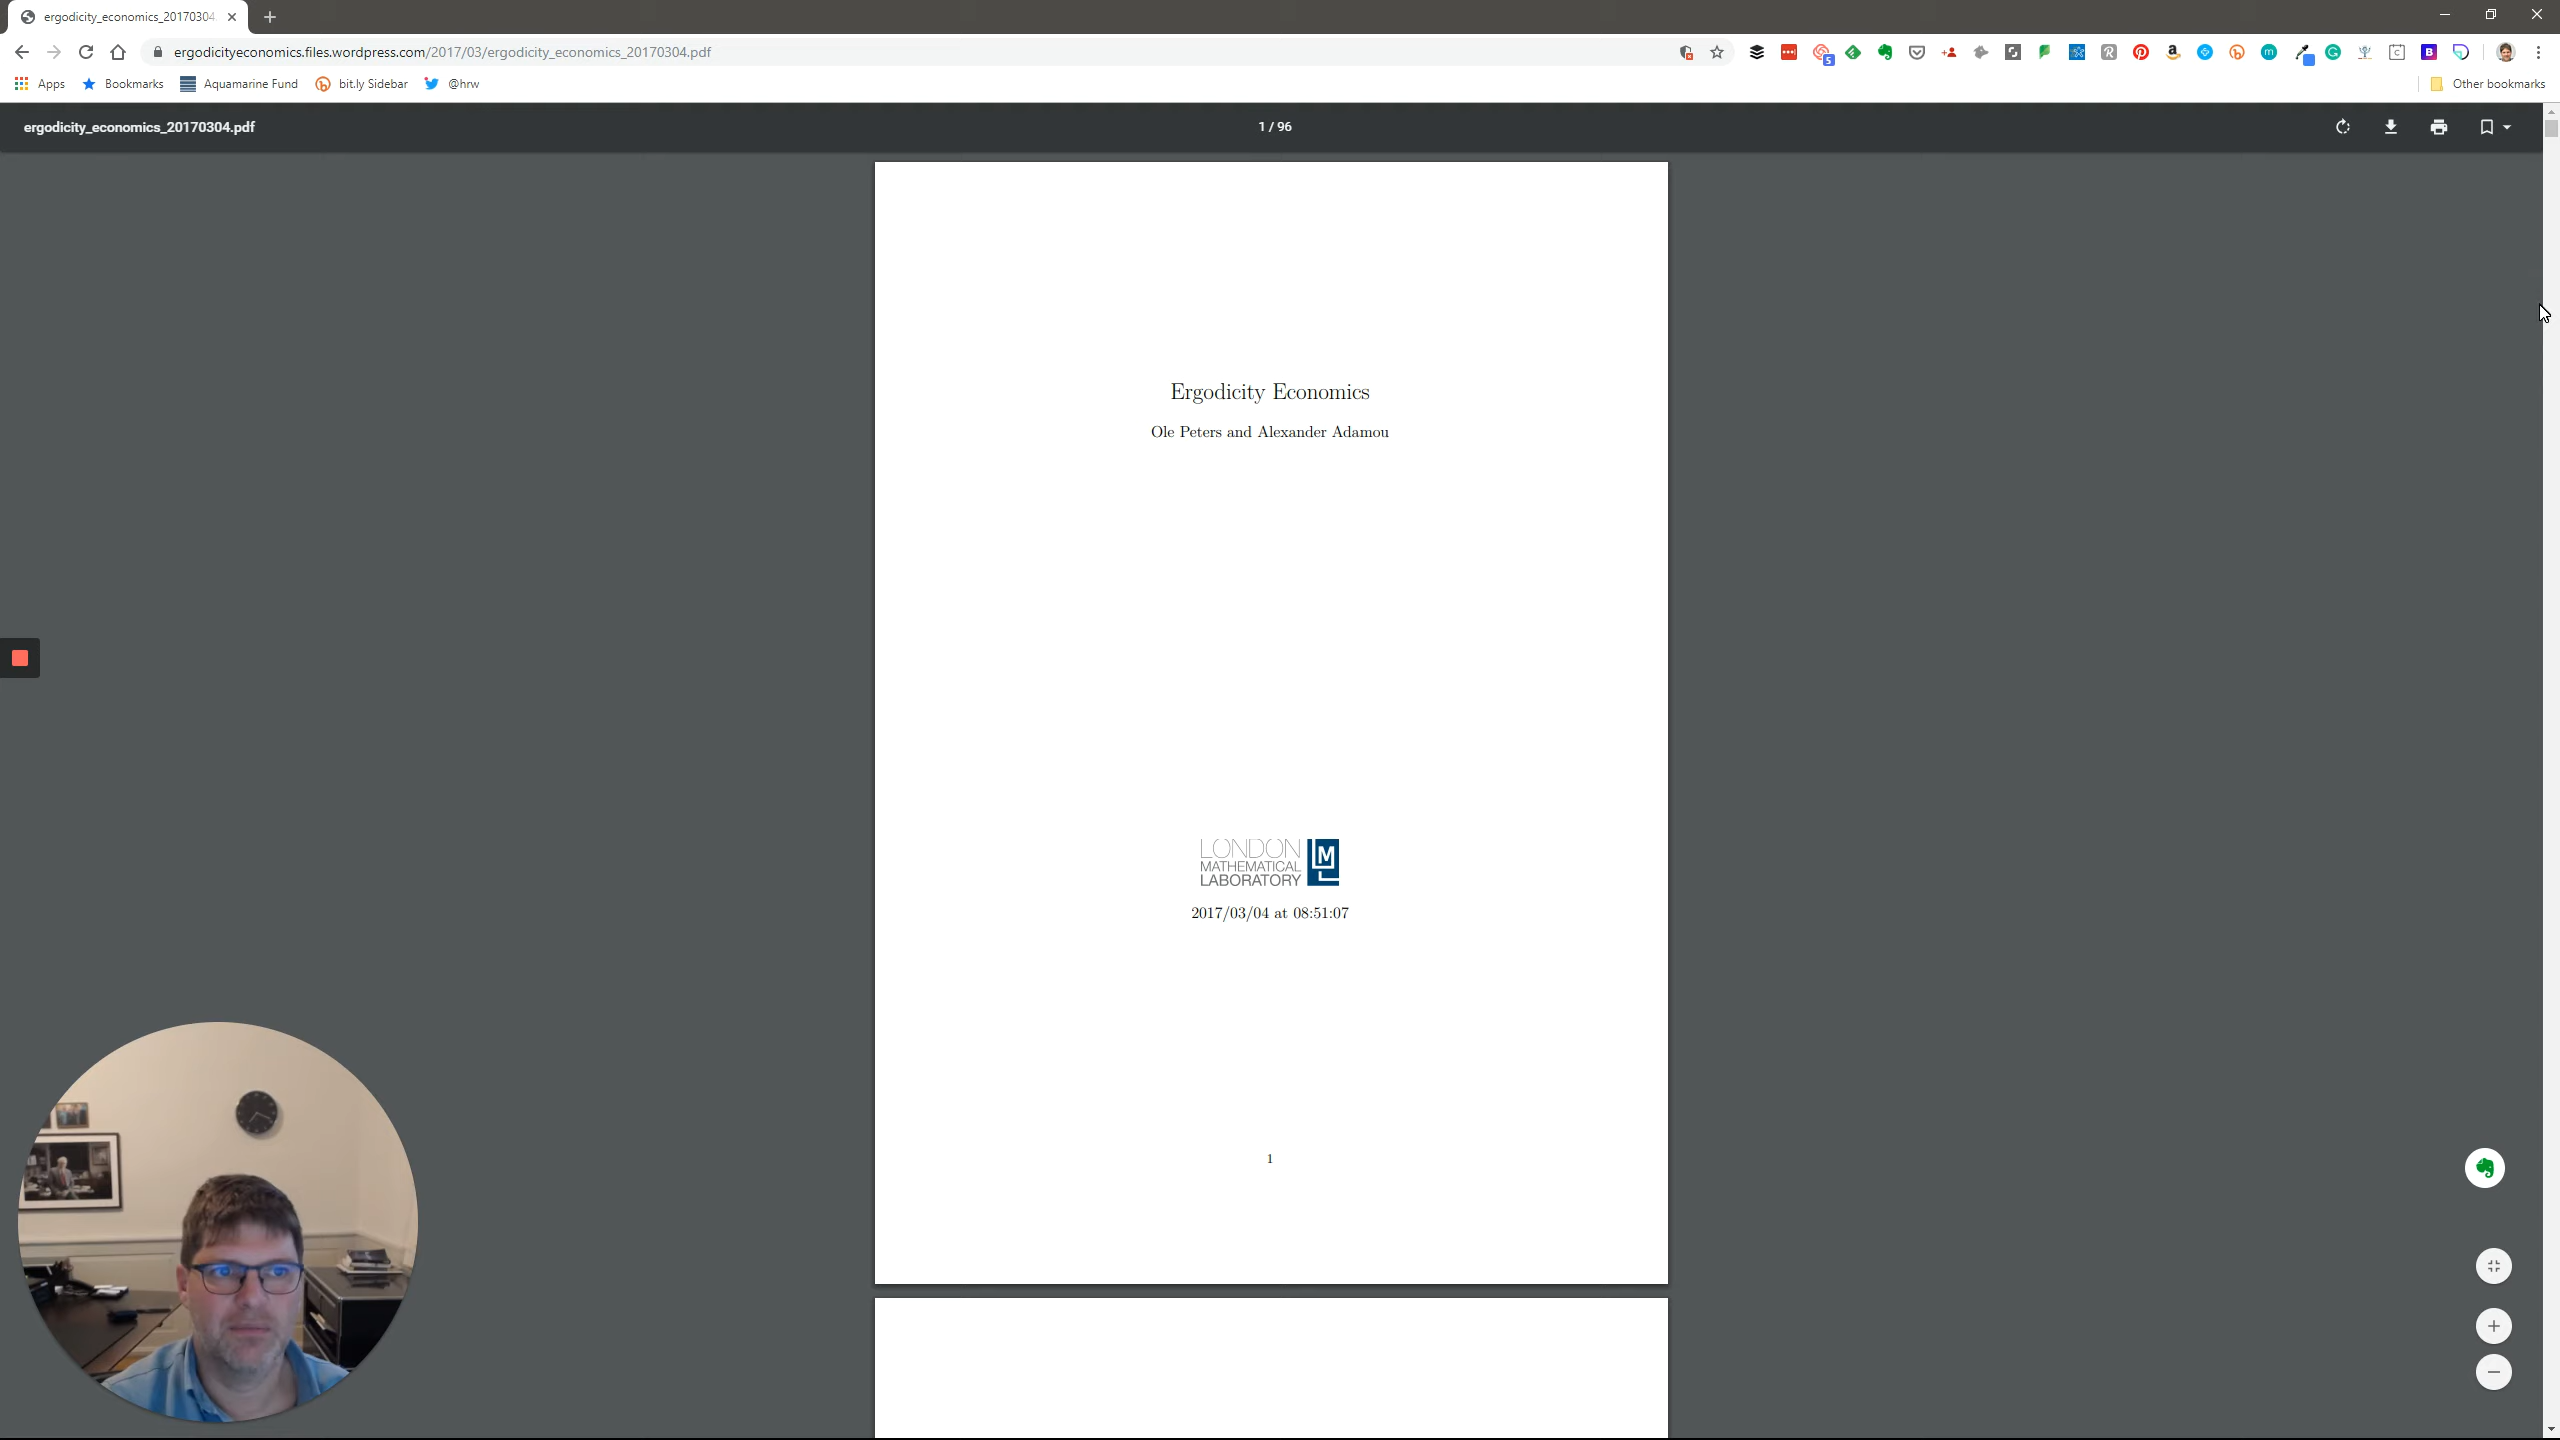 ergodicity_economics_20170304
ergodicityeconomics.files.wordpress.com/2017/03/ergodicity_economics_20170304.pdf
5
Apps
Bookmarks
Aquamarine Fund
bit.ly Sidebar
@hrw
Other bookmarks
ergodicity_economics_20170304.pdf
1 / 96
Ergodicity Economics
Ole Peters and Alexander Adamou
LONDON
MATHEMATICAL
LABORATORY
LML
2017/03/04 at 08:51:07
1